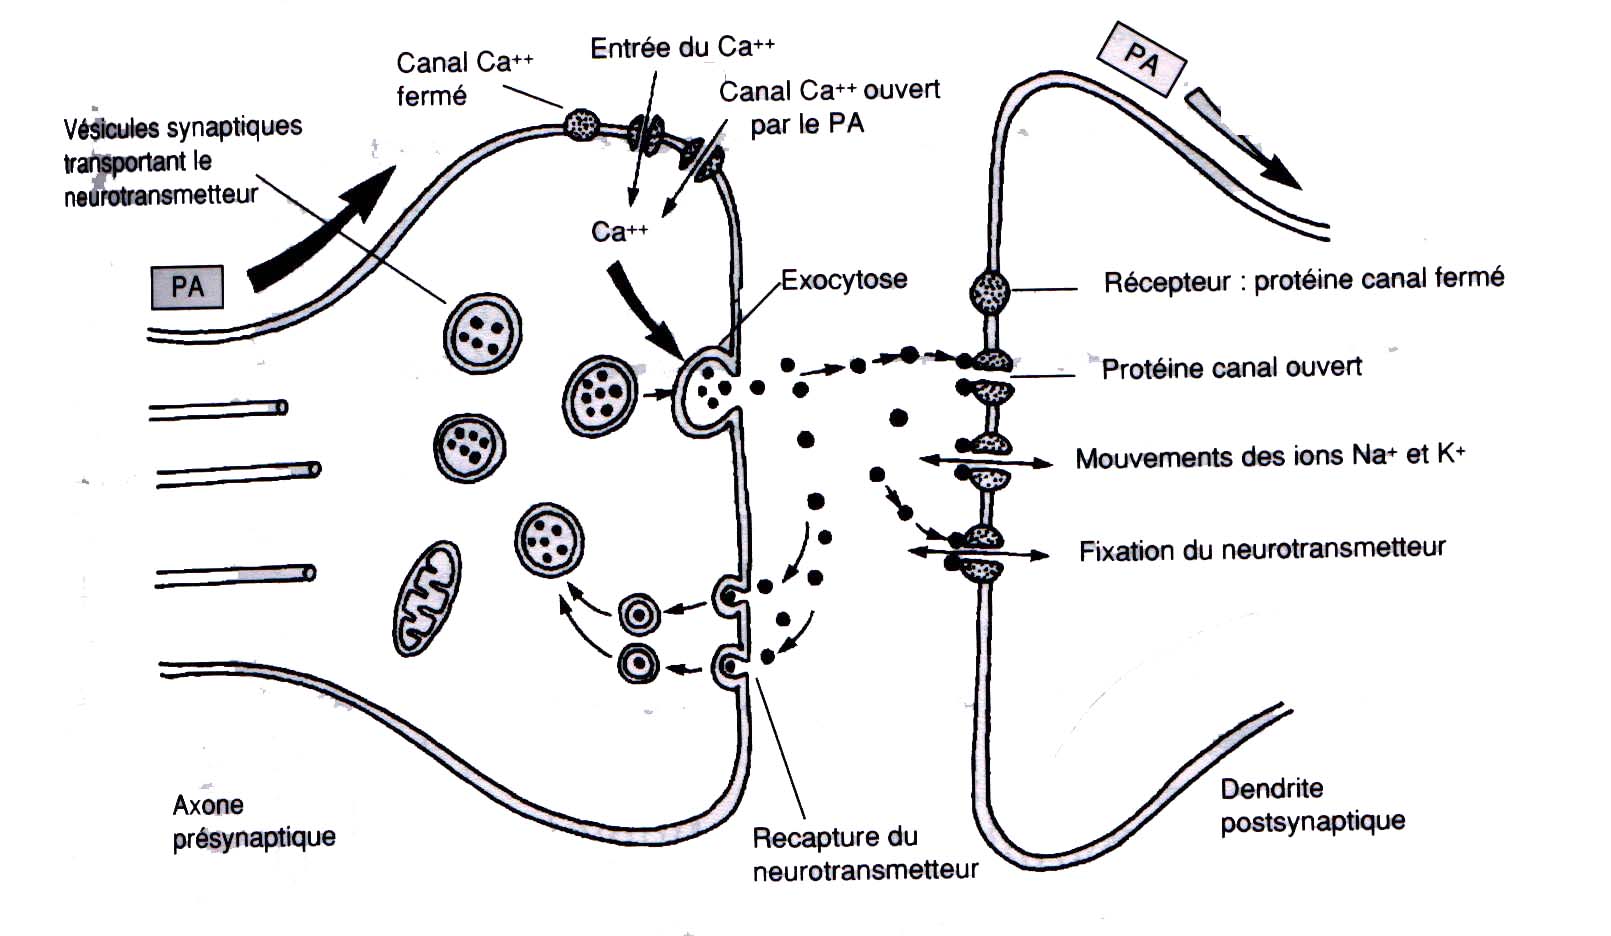 Canal Ca++
fermé
Entrée du Ca++
Canal Ca++ ouvert
par le PA
PA
Vésicules synaptiques
transportant le
neurotransmetteur
PA
Ca++
Exocytose
Récepteur : protéine canal fermé
Protéine canal ouvert
Mouvements des ions Na+ et K+
Fixation du neurotransmetteur
Axone
présynaptique
Recapture du
neurotransmetteur
Dendrite
postsynaptique